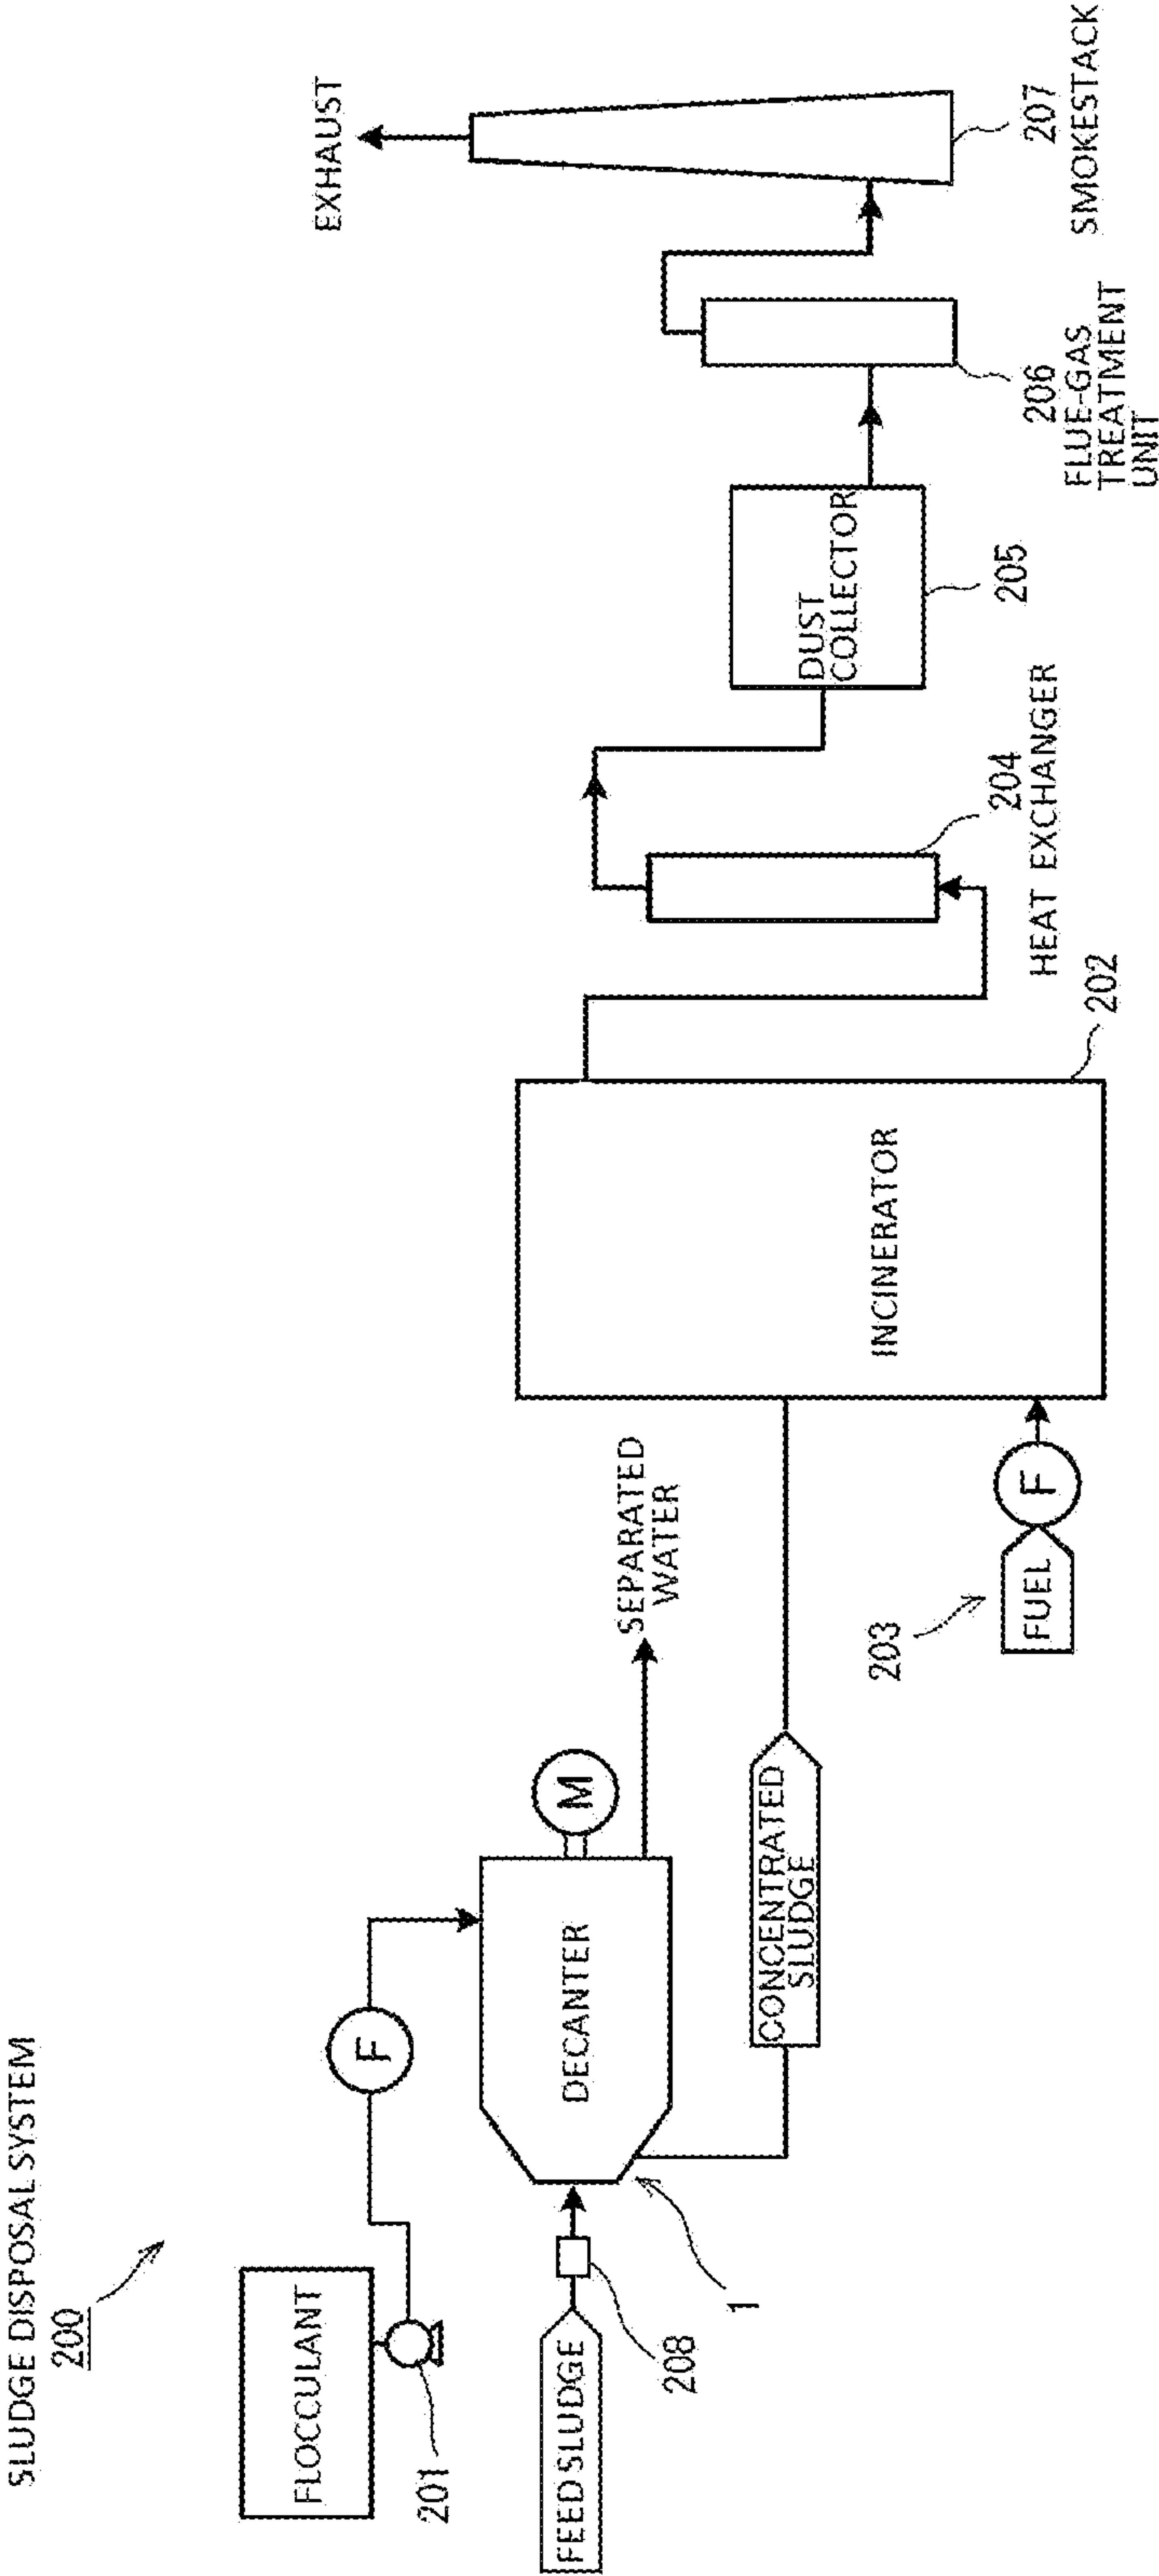 SLUDGE DISPOSAL SYSTEM
200
FLOCCULANT
201
F
FEED SLUDGE
208
1
DECANTER
M
SEPARATED
WATER
CONCENTRATED
SLUDGE
203
FUEL
F
INCINERATOR
202
204
HEAT EXCHANGER
DUST
COLLECTOR
205
206
FLUE-GAS
TREATMENT
UNIT
EXHAUST
207
SMOKESTACK